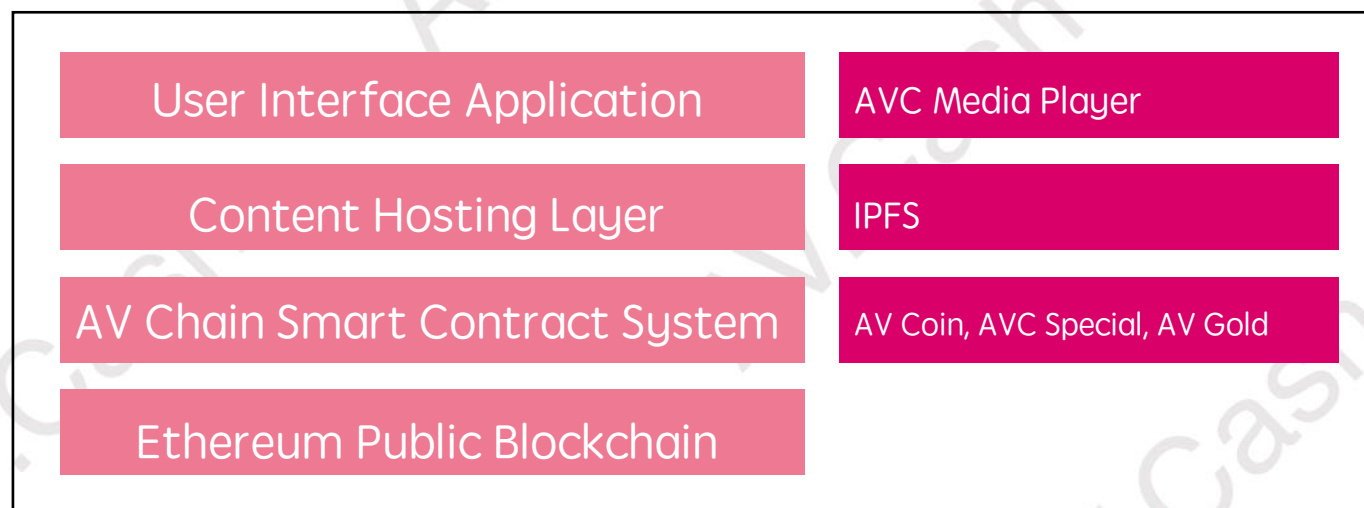 User Interface Application
AVC Media Player
Content Hosting Layer
IPFS
AV Chain Smart Contract System
AV Coin, AVC Special, AV Gold
Ethereum Public Blockchain